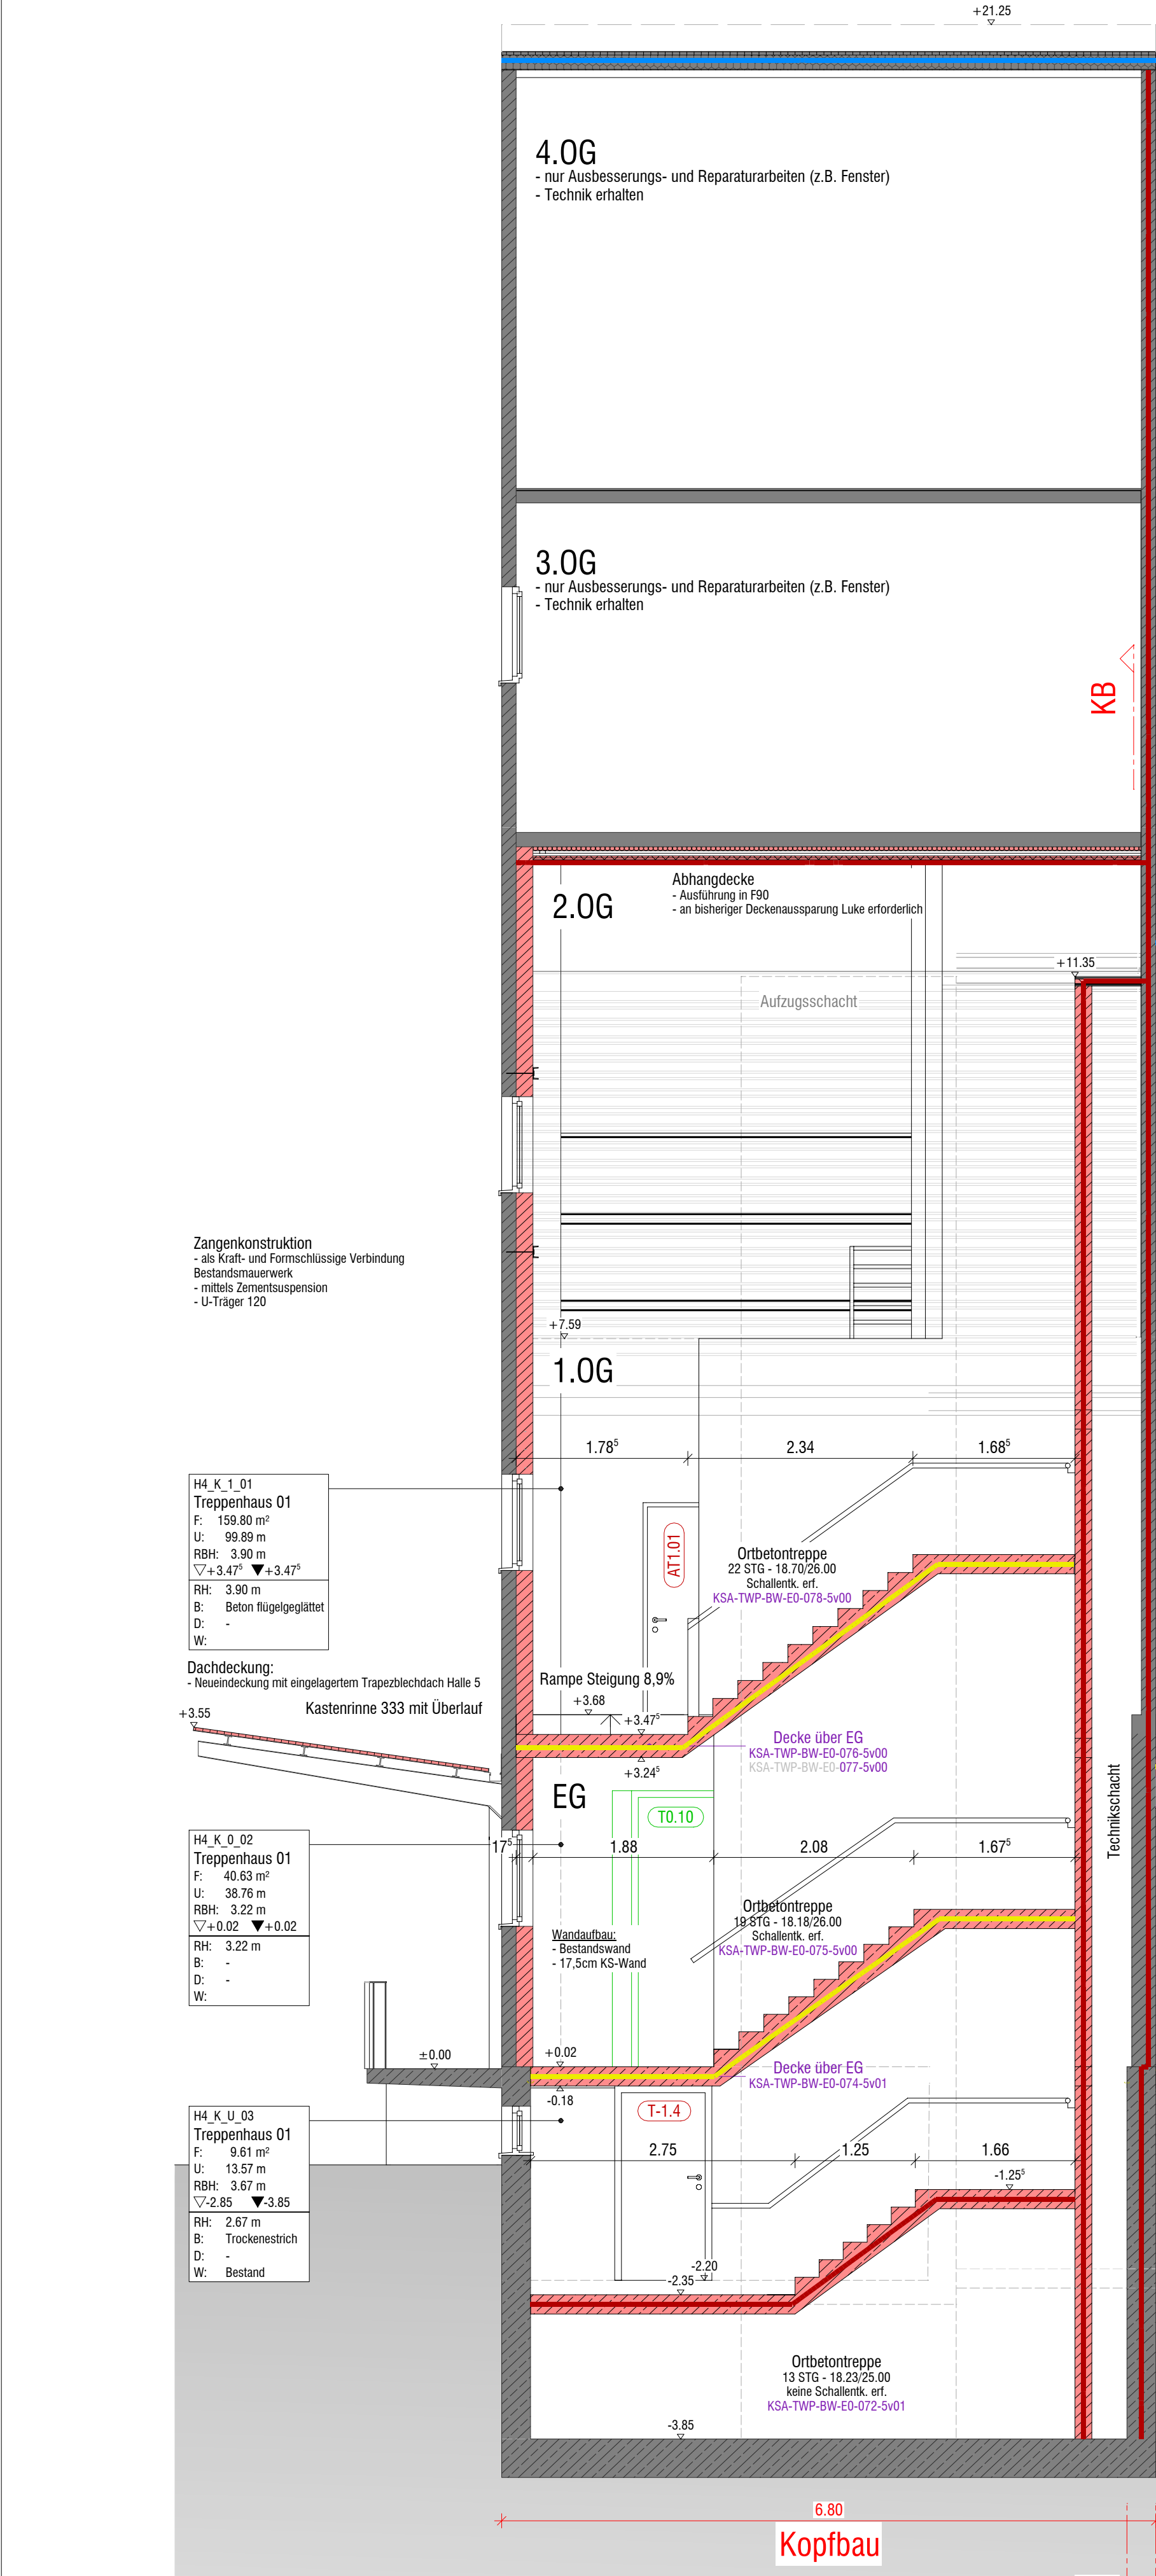 +21.25
4.OG
- nur Ausbesserungs- und Reparaturarbeiten (z.B. Fenster)
- Technik erhalten
3.OG
- nur Ausbesserungs- und Reparaturarbeiten (z.B. Fenster)
- Technik erhalten
KB
Abhangdecke
- Ausführung in F90
- an bisheriger Deckenaussparung Luke erforderlich
2.OG
+11.35
Aufzugsschacht
Zangenkonstruktion
- als Kraft- und Formschlüssige Verbindung
Bestandsmauerwerk
- mittels Zementsuspension
- U-Träger 120
+7.59
1.OG
1.78⁵ 2.34 1.68⁵
H4_K_1_01
Treppenhaus 01
F: 159.80 m²
U: 99.89 m
RBH: 3.90 m
▽+3.47⁵ ▼+3.47⁵
RH: 3.90 m
B: Beton flügelgeglättet
D: -
W:
AT1.01
Ortbetontreppe
22 STG - 18.70/26.00
Schallentk. erf.
KSA-TWP-BW-E0-078-5v00
Dachdeckung:
- Neueindeckung mit eingelagertem Trapezblechdach Halle 5
Kastenrinne 333 mit Überlauf
+3.55
Rampe Steigung 8,9%
+3.68
+3.47⁵
+3.24⁵
Decke über EG
KSA-TWP-BW-E0-076-5v00
KSA-TWP-BW-E0-077-5v00
Technikschacht
EG
T0.10
17⁵ 1.88 2.08 1.67⁵
H4_K_0_02
Treppenhaus 01
F: 40.63 m²
U: 38.76 m
RBH: 3.22 m
▽+0.02 ▼+0.02
RH: 3.22 m
B: -
D: -
W:
Ortbetontreppe
19 STG - 18.18/26.00
Schallentk. erf.
KSA-TWP-BW-E0-075-5v00
Wandaufbau:
- Bestandswand
- 17,5cm KS-Wand
±0.00
+0.02
-0.18
Decke über EG
KSA-TWP-BW-E0-074-5v01
H4_K_U_03
Treppenhaus 01
F: 9.61 m²
U: 13.57 m
RBH: 3.67 m
▽-2.85 ▼-3.85
RH: 2.67 m
B: Trockenestrich
D: -
W: Bestand
T-1.4
2.75 1.25 1.66
-1.25⁵
-2.20
-2.35
Ortbetontreppe
13 STG - 18.23/25.00
keine Schallentk. erf.
KSA-TWP-BW-E0-072-5v01
-3.85
6.80
Kopfbau